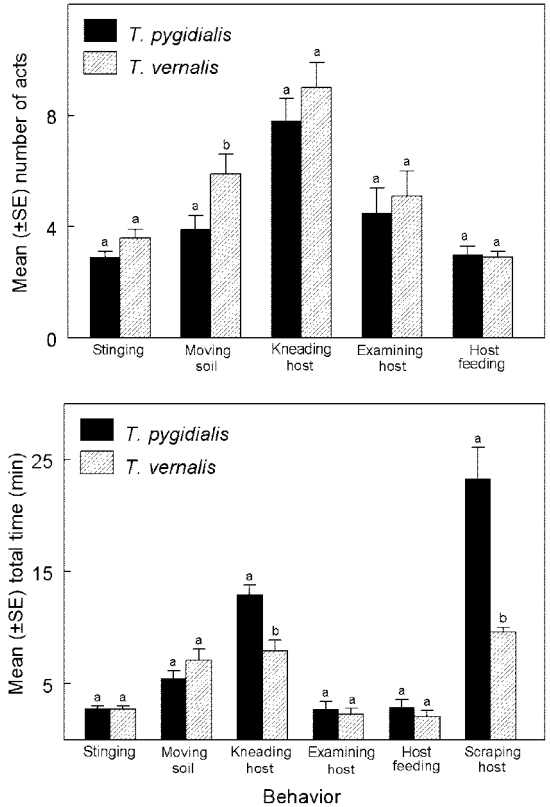 T. pygidialis
T. vernalis
Mean (±SE) number of acts
8
4
0
a
a
a
b
a
a
a
a
a
a
Stinging
Moving
soil
Kneading
host
Examining
host
Host
feeding
T. pygidialis
T. vernalis
Mean (±SE) total time (min)
25
15
5
a
a
a
a
a
b
a
a
a
a
a
b
Stinging
Moving
soil
Kneading
host
Examining
host
Host
feeding
Scraping
host
Behavior